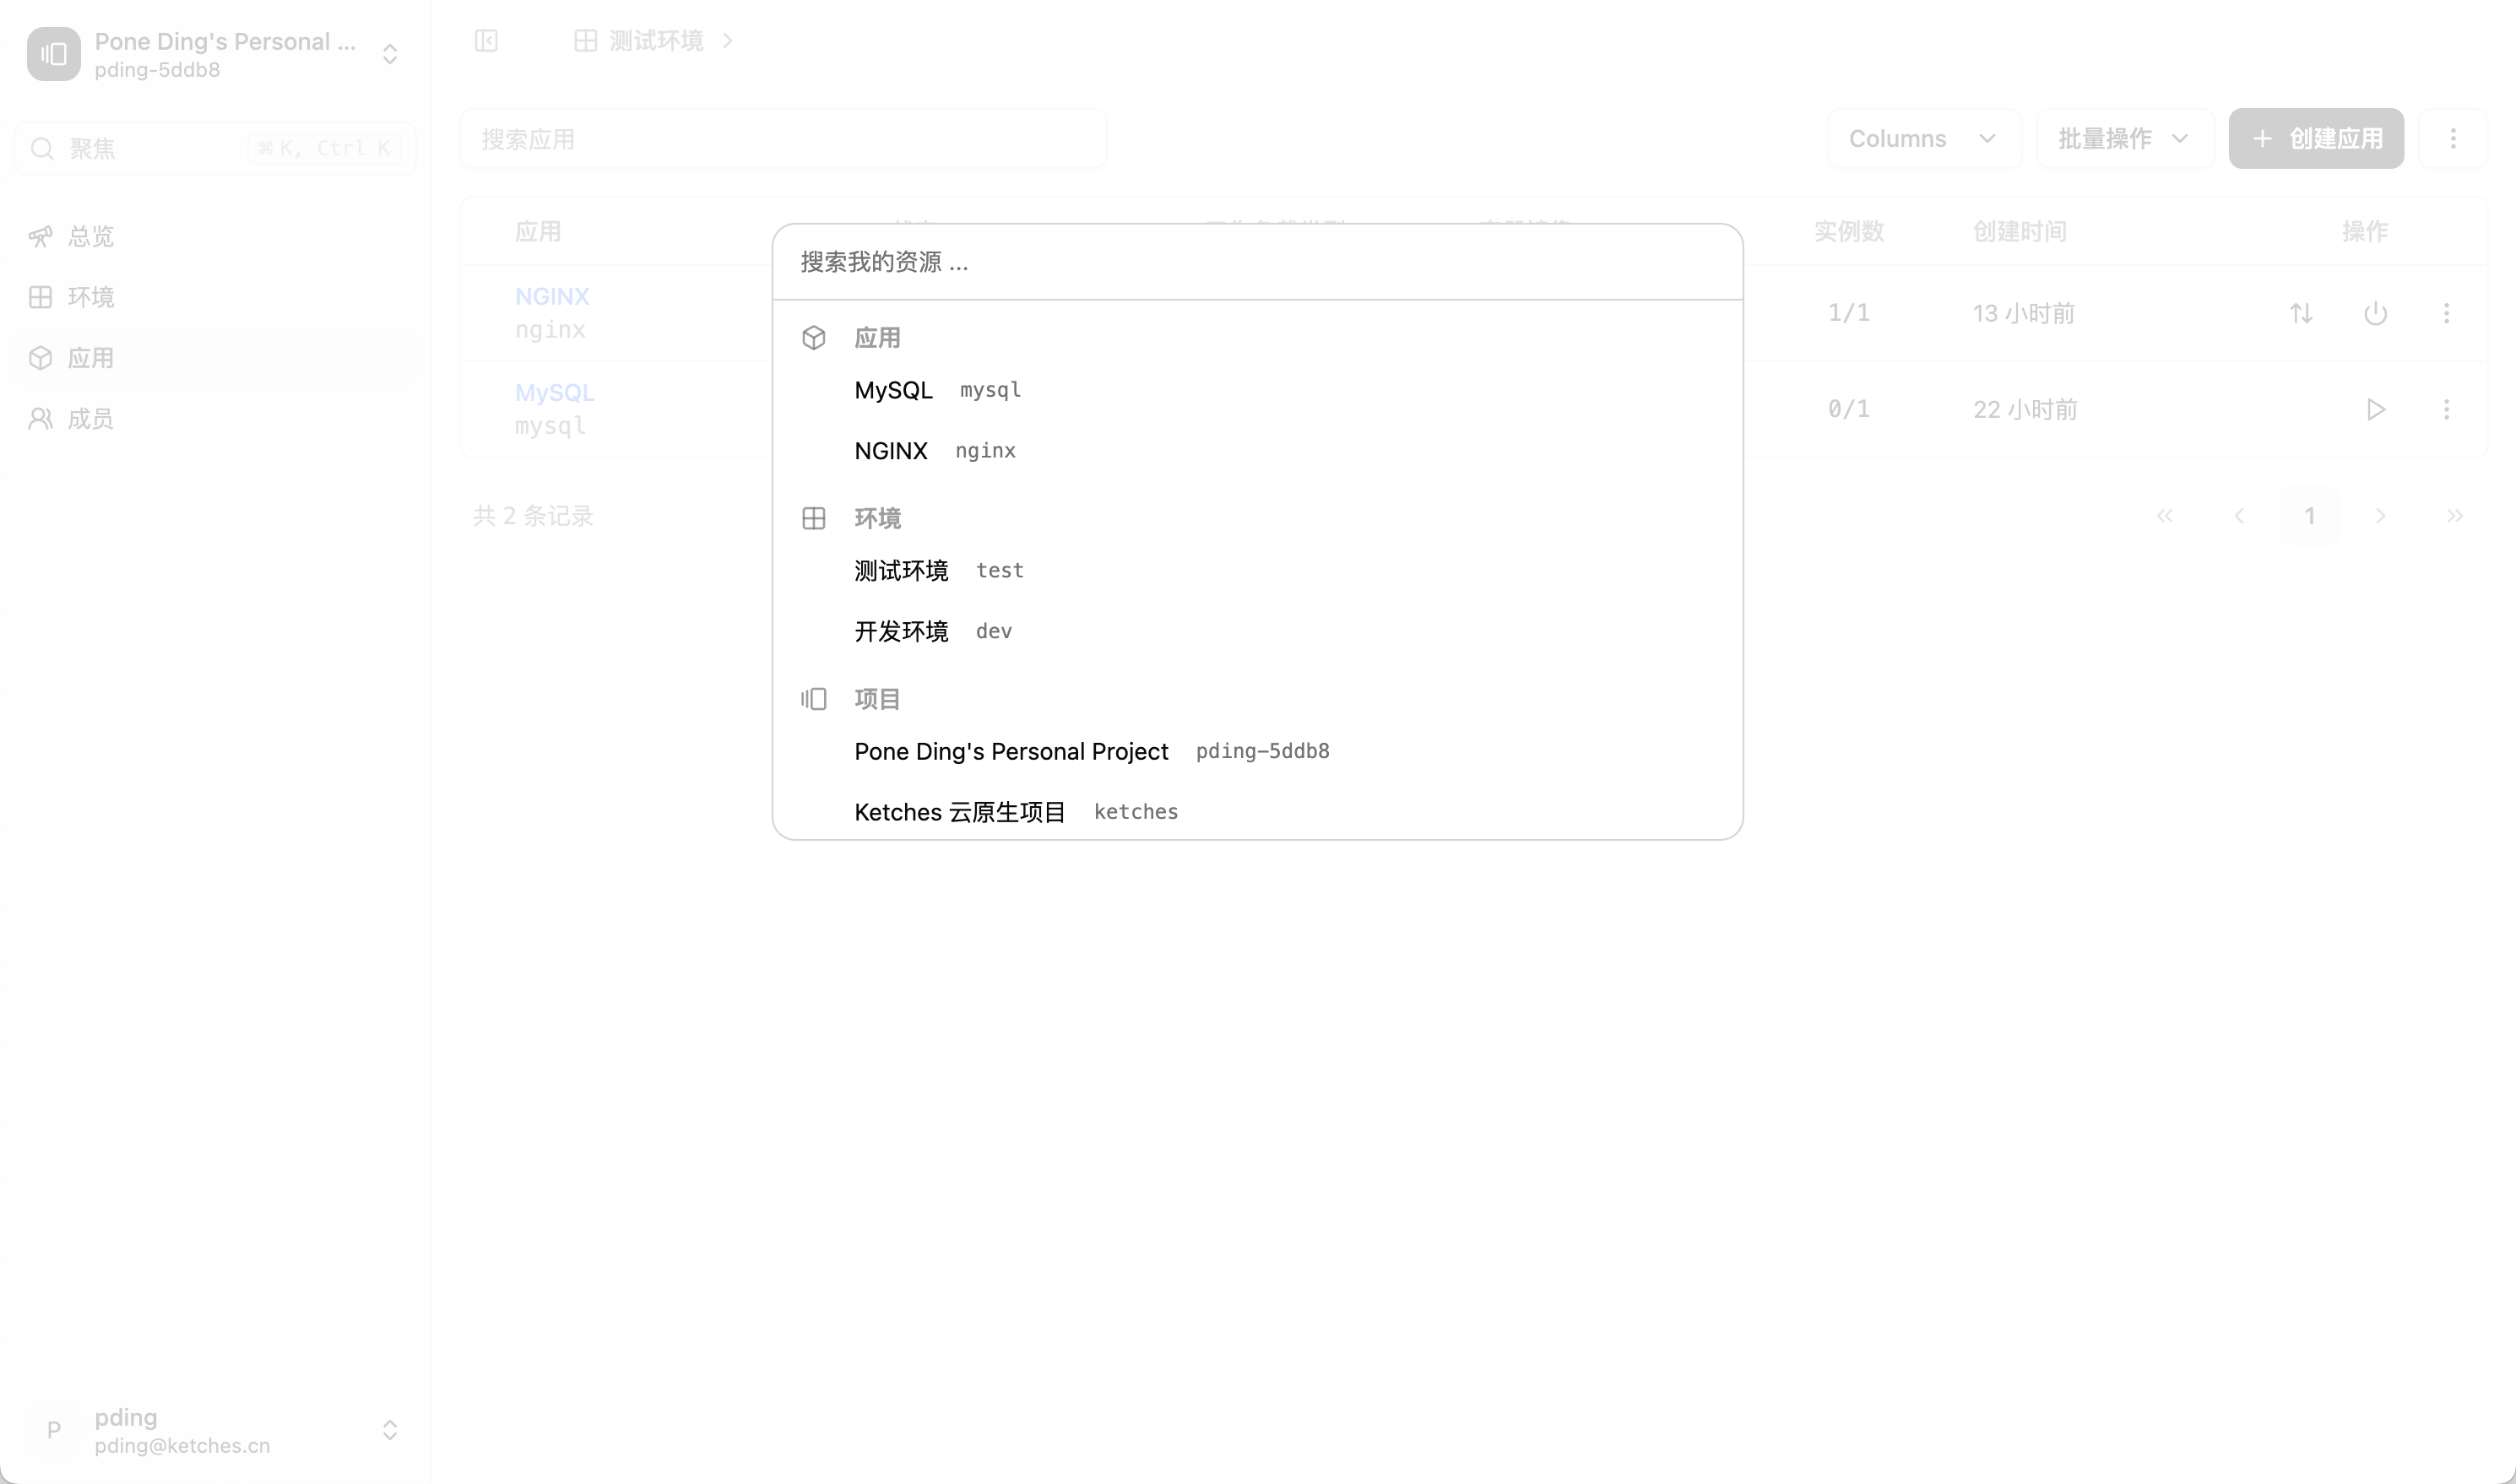 Pone Ding's Personal ...
pding-5ddb8
聚焦
⌘ K, Ctrl K
总览
环境
应用
成员
pding
P
pding@ketches.cn
测试环境
搜索应用
Columns
批量操作
创建应用
应用
实例数
创建时间
操作
NGINX
nginx
1/1
13 小时前
MySQL
mysql
0/1
22 小时前
共 2 条记录
1
搜索我的资源 ...
应用
MySQL mysql
NGINX nginx
环境
测试环境 test
开发环境 dev
项目
Pone Ding's Personal Project pding-5ddb8
Ketches 云原生项目 ketches